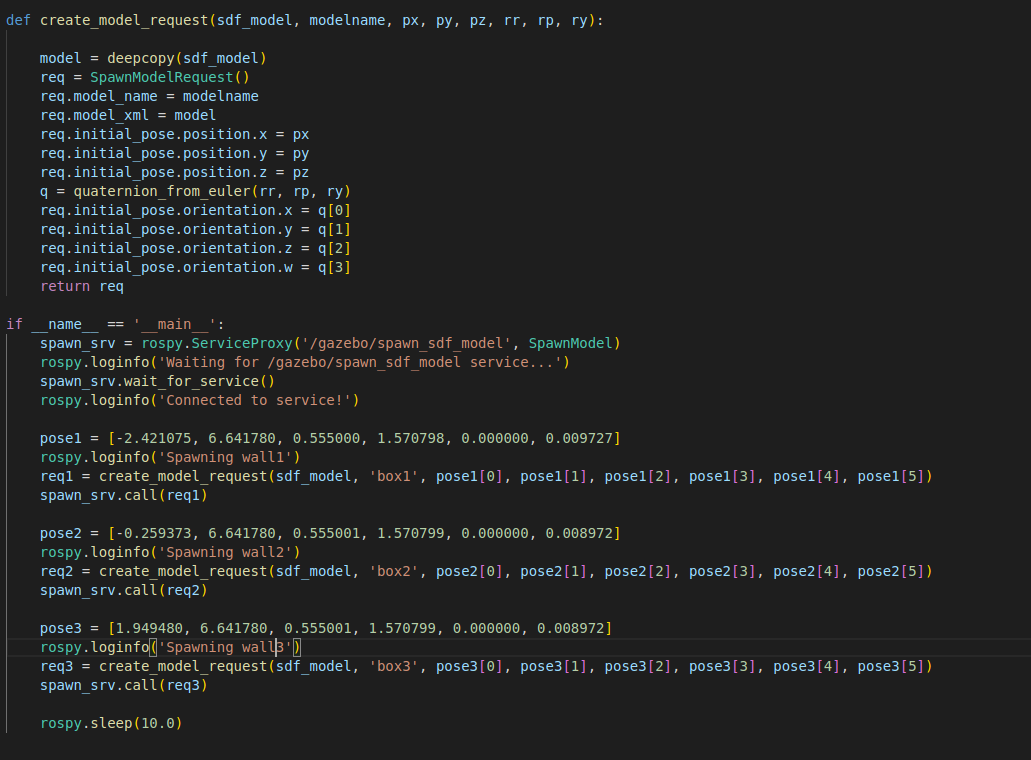 def create_model_request(sdf_model, modelname, px, py, pz, rr, rp, ry):
    model = deepcopy(sdf_model)
    req = SpawnModelRequest()
    req.model_name = modelname
    req.model_xml = model
    req.initial_pose.position.x = px
    req.initial_pose.position.y = py
    req.initial_pose.position.z = pz
    q = quaternion_from_euler(rr, rp, ry)
    req.initial_pose.orientation.x = q[0]
    req.initial_pose.orientation.y = q[1]
    req.initial_pose.orientation.z = q[2]
    req.initial_pose.orientation.w = q[3]
    return req
if __name__ == '__main__':
    spawn_srv = rospy.ServiceProxy('/gazebo/spawn_sdf_model', SpawnModel)
    rospy.loginfo('Waiting for /gazebo/spawn_sdf_model service...')
    spawn_srv.wait_for_service()
    rospy.loginfo('Connected to service!')
    pose1 = [-2.421075, 6.641780, 0.555000, 1.570798, 0.000000, 0.009727]
    rospy.loginfo('Spawning wall1')
    req1 = create_model_request(sdf_model, 'box1', pose1[0], pose1[1], pose1[2], pose1[3], pose1[4], pose1[5])
    spawn_srv.call(req1)
    pose2 = [-0.259373, 6.641780, 0.555001, 1.570799, 0.000000, 0.008972]
    rospy.loginfo('Spawning wall2')
    req2 = create_model_request(sdf_model, 'box2', pose2[0], pose2[1], pose2[2], pose2[3], pose2[4], pose2[5])
    spawn_srv.call(req2)
    pose3 = [1.949480, 6.641780, 0.555001, 1.570799, 0.000000, 0.008972]
    rospy.loginfo('Spawning wall3')
    req3 = create_model_request(sdf_model, 'box3', pose3[0], pose3[1], pose3[2], pose3[3], pose3[4], pose3[5])
    spawn_srv.call(req3)
    rospy.sleep(10.0)